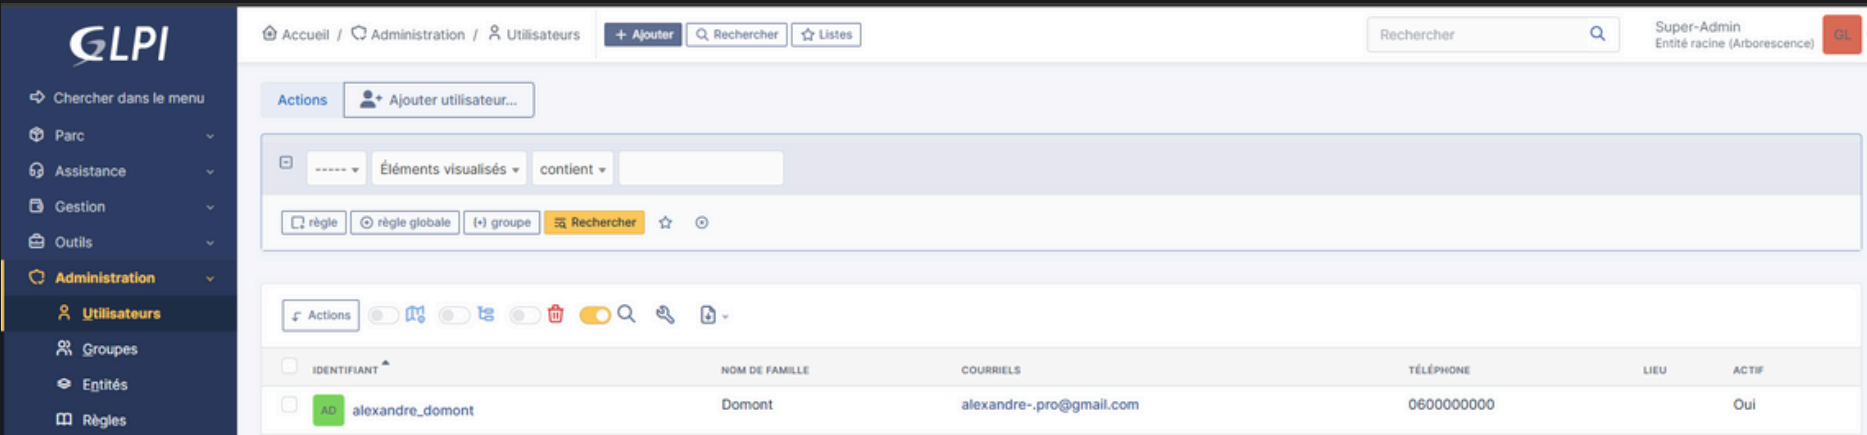 GLPI
Accueil / Administration / Utilisateurs + Ajouter Rechercher Listes Rechercher Super-Admin
Entité racine (Arborescence) GL
Chercher dans le menu
Parc
Assistance
Gestion
Outils
Administration
Utilisateurs
Groupes
Entités
Règles
Actions Ajouter utilisateur...
----- Éléments visualisés contient
règle règle globale (+) groupe Rechercher
Actions
IDENTIFIANT NOM DE FAMILLE COURRIELS TÉLÉPHONE LIEU ACTIF
AD alexandre_domont Domont alexandre-.pro@gmail.com 0600000000 Oui